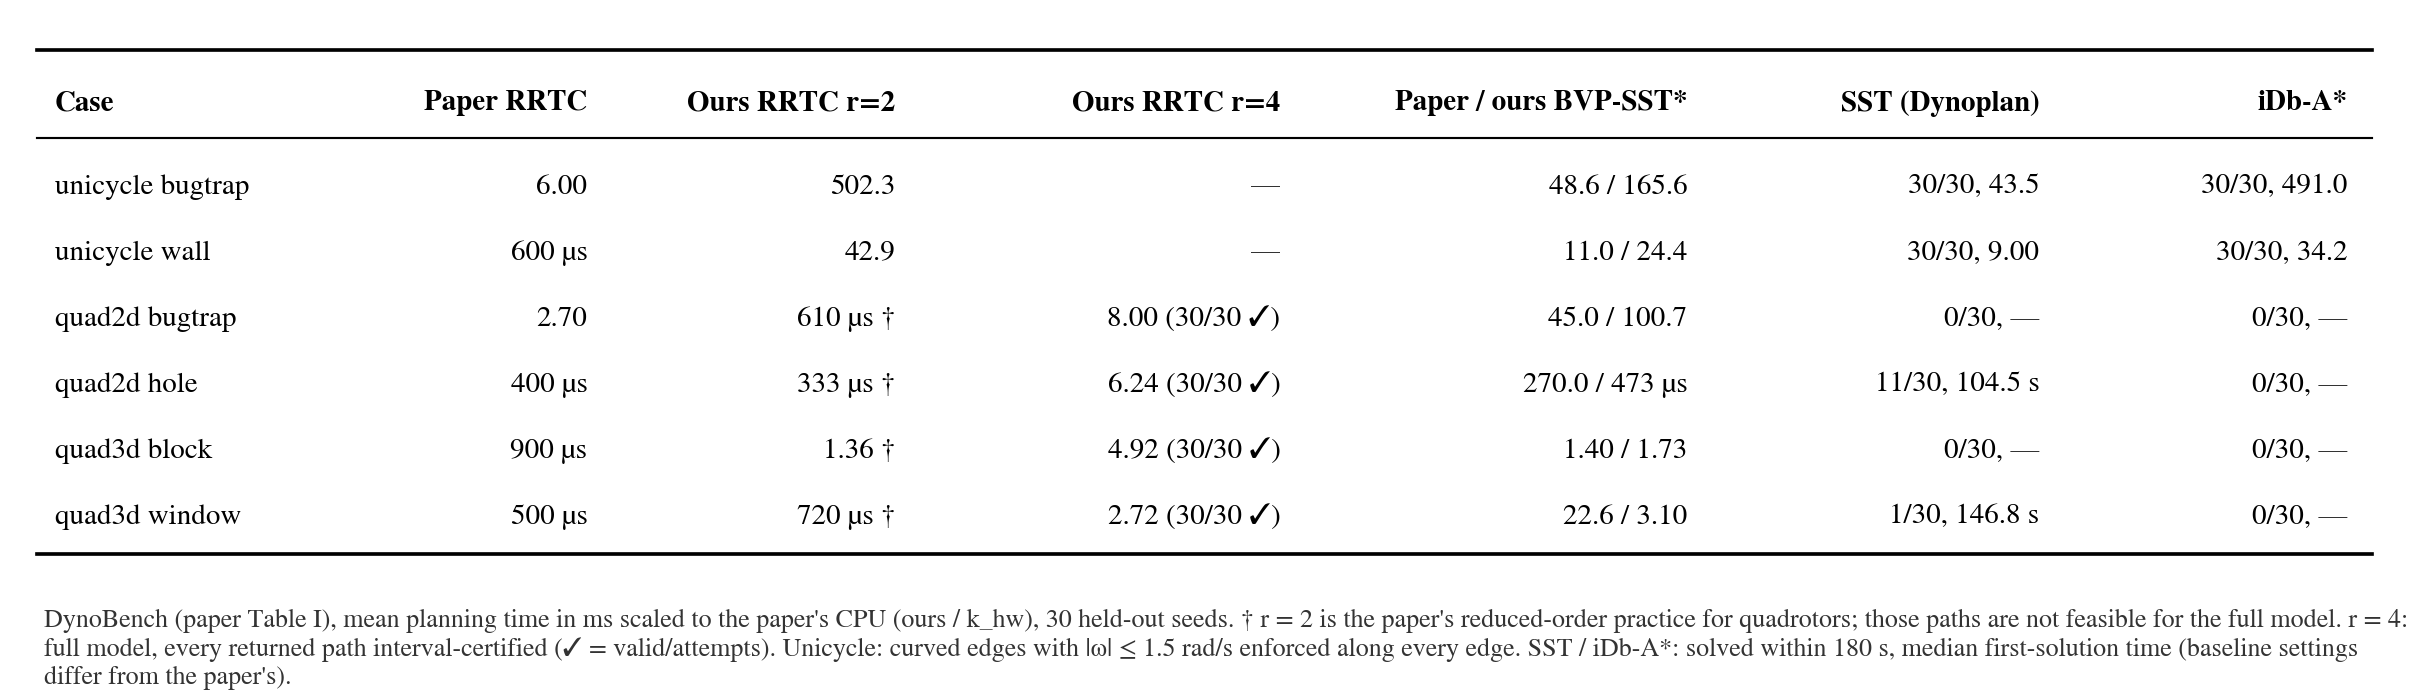 Case Paper RRTC Ours RRTC r=2 Ours RRTC r=4 Paper / ours BVP-SST* SST (Dynoplan) iDb-A*
unicycle bugtrap 6.00 502.3 — 48.6 / 165.6 30/30, 43.5 30/30, 491.0
unicycle wall 600 µs 42.9 — 11.0 / 24.4 30/30, 9.00 30/30, 34.2
quad2d bugtrap 2.70 610 µs † 8.00 (30/30 ✓) 45.0 / 100.7 0/30, — 0/30, —
quad2d hole 400 µs 333 µs † 6.24 (30/30 ✓) 270.0 / 473 µs 11/30, 104.5 s 0/30, —
quad3d block 900 µs 1.36 † 4.92 (30/30 ✓) 1.40 / 1.73 0/30, — 0/30, —
quad3d window 500 µs 720 µs † 2.72 (30/30 ✓) 22.6 / 3.10 1/30, 146.8 s 0/30, —
DynoBench (paper Table I), mean planning time in ms scaled to the paper's CPU (ours / k_hw), 30 held-out seeds. † r = 2 is the paper's reduced-order practice for quadrotors; those paths are not feasible for the full model. r = 4:
full model, every returned path interval-certified (✓ = valid/attempts). Unicycle: curved edges with |ω| ≤ 1.5 rad/s enforced along every edge. SST / iDb-A*: solved within 180 s, median first-solution time (baseline settings
differ from the paper's).